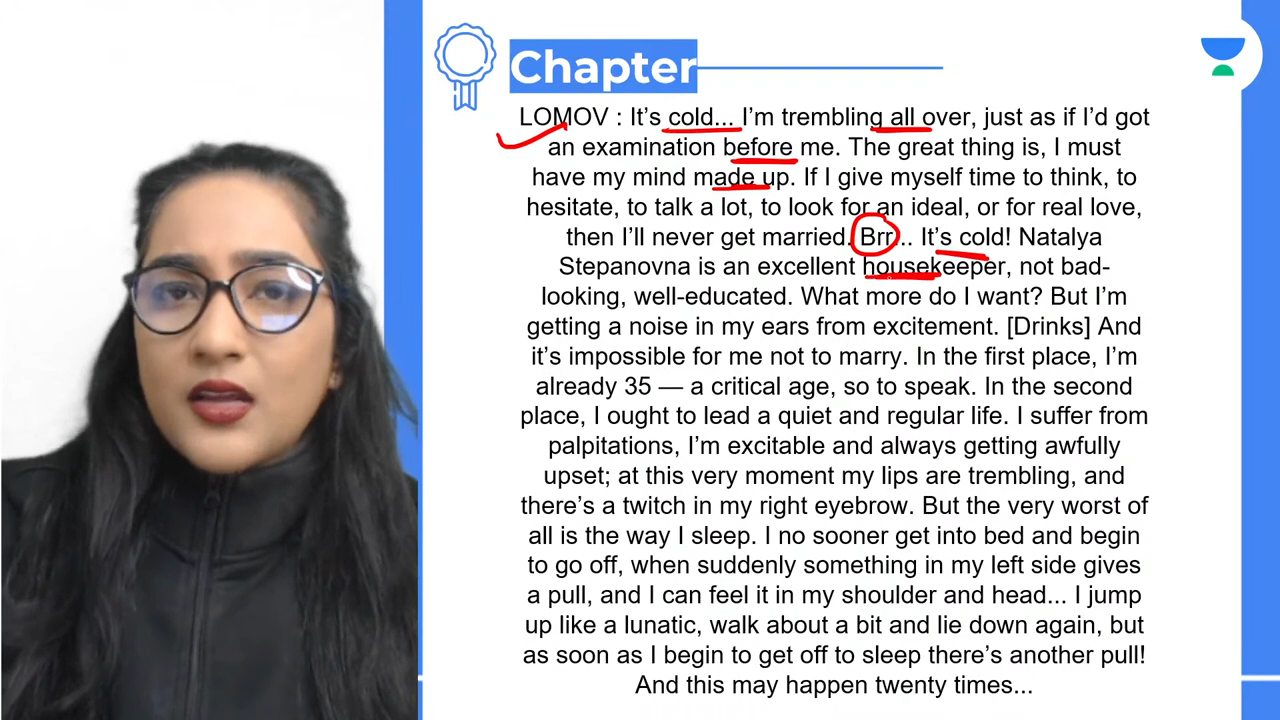 Chapter
LOMOV : It's cold... I'm trembling all over, just as if I'd got
an examination before me. The great thing is, I must
have my mind made up. If I give myself time to think, to
hesitate, to talk a lot, to look for an ideal, or for real love,
then I'll never get married. Brr... It's cold! Natalya
Stepanovna is an excellent housekeeper, not bad-
looking, well-educated. What more do I want? But I'm
getting a noise in my ears from excitement. [Drinks] And
it's impossible for me not to marry. In the first place, I'm
already 35 — a critical age, so to speak. In the second
place, I ought to lead a quiet and regular life. I suffer from
palpitations, I'm excitable and always getting awfully
upset; at this very moment my lips are trembling, and
there's a twitch in my right eyebrow. But the very worst of
all is the way I sleep. I no sooner get into bed and begin
to go off, when suddenly something in my left side gives
a pull, and I can feel it in my shoulder and head... I jump
up like a lunatic, walk about a bit and lie down again, but
as soon as I begin to get off to sleep there's another pull!
And this may happen twenty times...